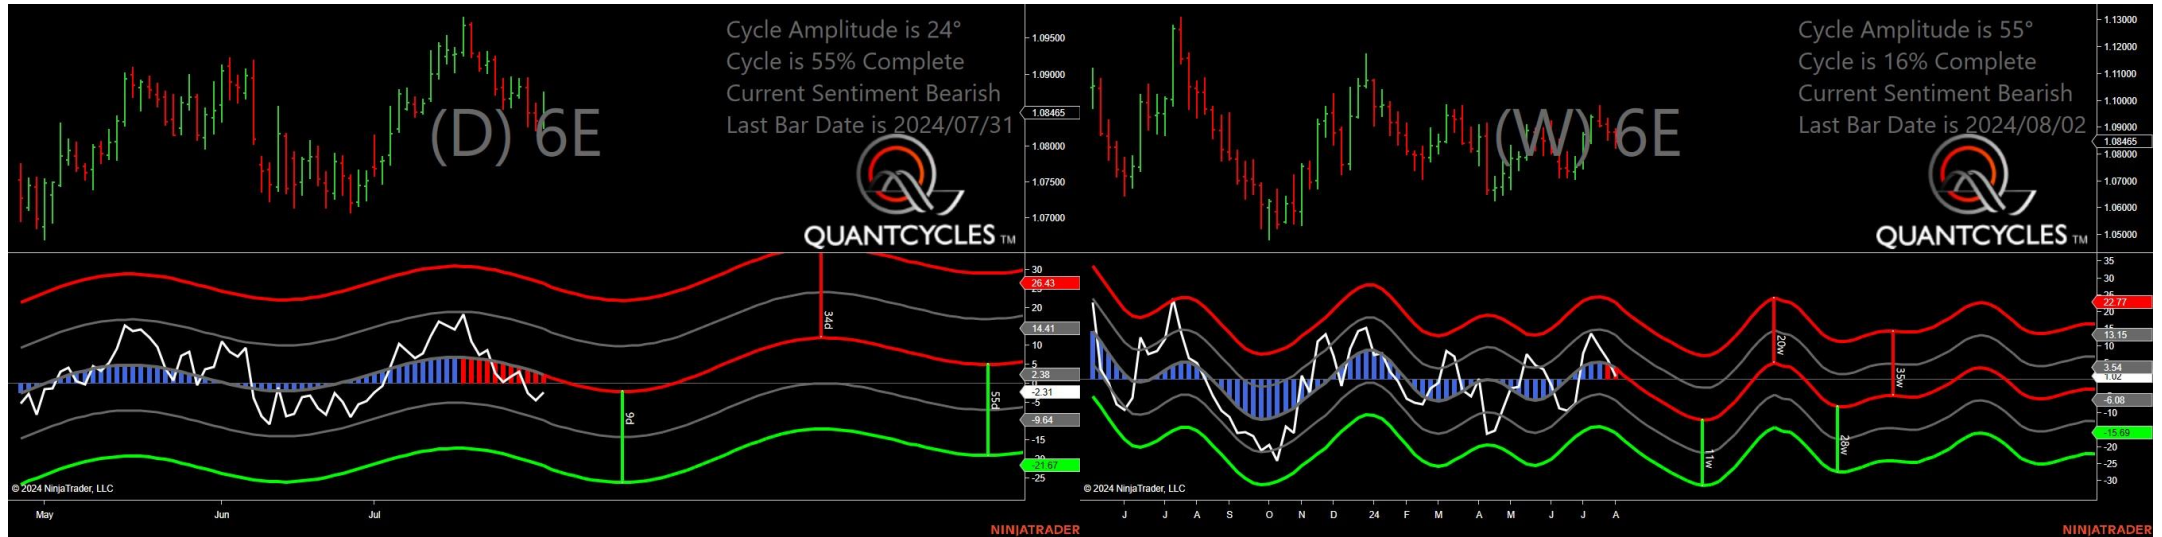 Cycle Amplitude is 24°
Cycle is 55% Complete
Current Sentiment Bearish
Last Bar Date is 2024/07/31
(D) 6E
QUANTCYCLES TM
1.09500
1.09000
1.08465
1.08000
1.07500
1.07000
30
26.43
20
14.41
10
5
2.38
-2.31
-5
-9.64
-15
-21.67
-25
34d
9d
55d
© 2024 NinjaTrader, LLC
May Jun Jul
NINJATRADER
Cycle Amplitude is 55°
Cycle is 16% Complete
Current Sentiment Bearish
Last Bar Date is 2024/08/02
(W) 6E
QUANTCYCLES TM
1.13000
1.12000
1.11000
1.10000
1.09000
1.08465
1.08000
1.07000
1.06000
1.05000
35
30
22.77
20
13.15
10
3.54
1.02
-6.08
-10
-15.69
-20
-25
-30
20w
35w
11w
28w
© 2024 NinjaTrader, LLC
J J A S O N D 24 F M A M J J A
NINJATRADER